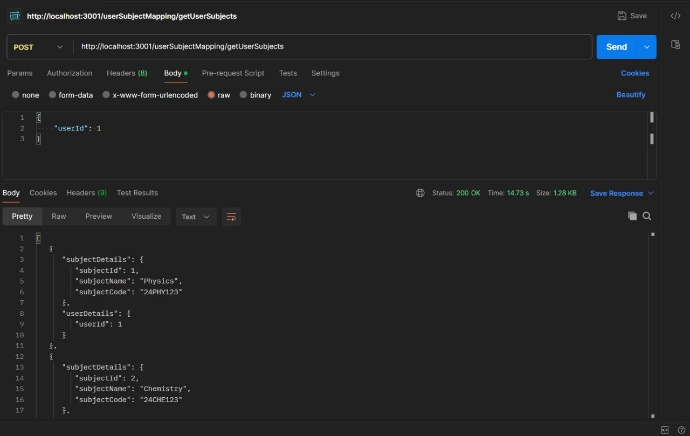 http://localhost:3001/userSubjectMapping/getUserSubjects
Save
POST
http://localhost:3001/userSubjectMapping/getUserSubjects
Send
Params Authorization Headers (8) Body Pre-request Script Tests Settings Cookies
none form-data x-www-form-urlencoded raw binary JSON Beautify
1 {
2 "userId": 1
3 }
Body Cookies Headers (9) Test Results Status: 200 OK Time: 14.73 s Size: 1.28 KB Save Response
Pretty Raw Preview Visualize Text
1 [
2 {
3 "subjectDetails": {
4 "subjectId": 1,
5 "subjectName": "Physics",
6 "subjectCode": "24PHY123"
7 },
8 "userDetails": {
9 "userId": 1
10 }
11 },
12 {
13 "subjectDetails": {
14 "subjectId": 2,
15 "subjectName": "Chemistry",
16 "subjectCode": "24CHE123"
17 },